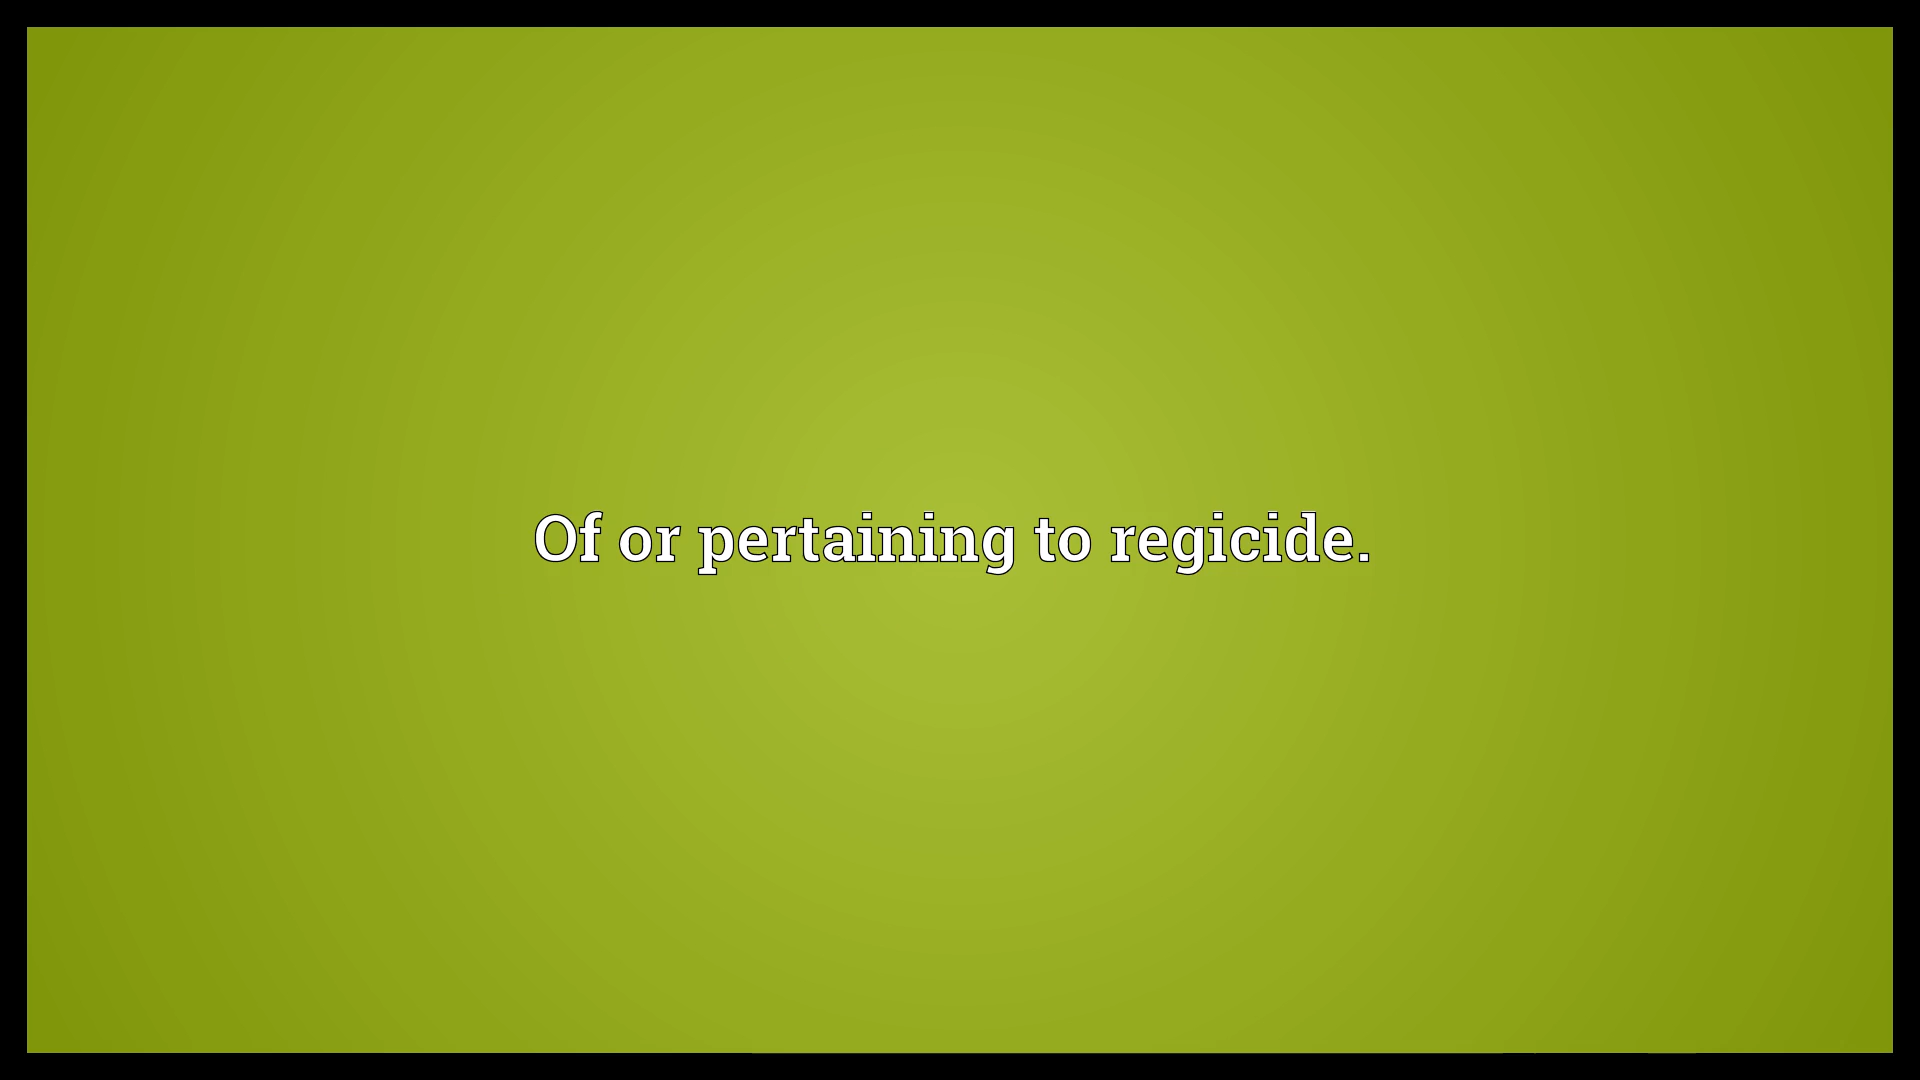 Of or pertaining to regicide.